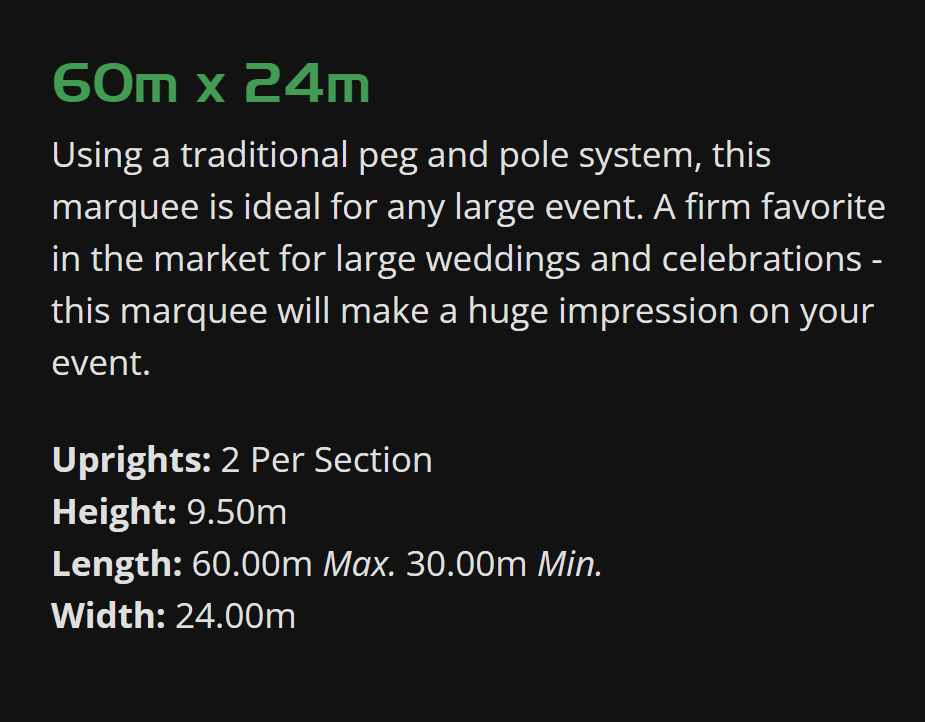 60m x 24m
Using a traditional peg and pole system, this
marquee is ideal for any large event. A firm favorite
in the market for large weddings and celebrations -
this marquee will make a huge impression on your
event.
Uprights: 2 Per Section
Height: 9.50m
Length: 60.00m Max. 30.00m Min.
Width: 24.00m